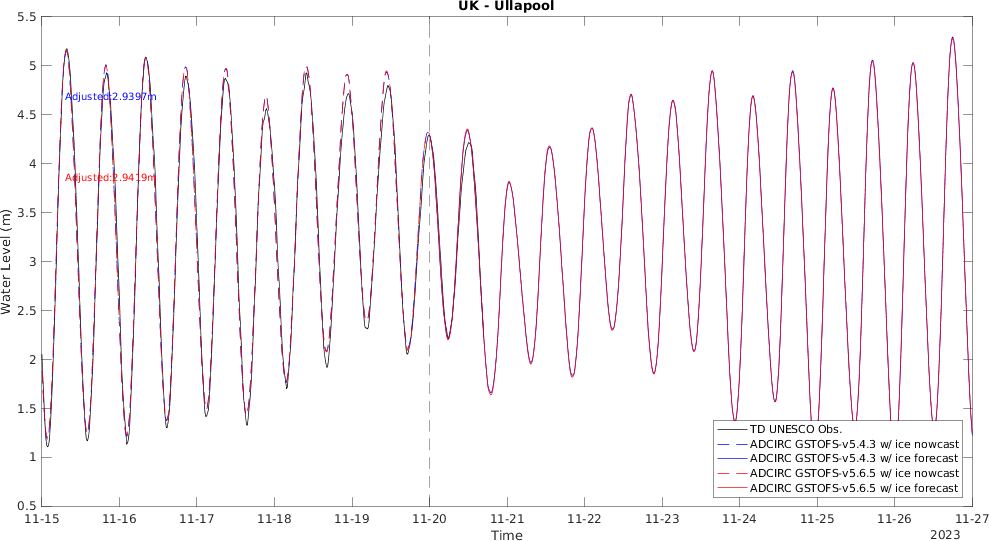 UK - Ullapool
5.5
5
4.5
4
3.5
3
2.5
2
1.5
1
0.5
Water Level (m)
Adjusted:2.9397m
Adjusted:2.9419m
TD UNESCO Obs.
ADCIRC GSTOFS-v5.4.3 w/ ice nowcast
ADCIRC GSTOFS-v5.4.3 w/ ice forecast
ADCIRC GSTOFS-v5.6.5 w/ ice nowcast
ADCIRC GSTOFS-v5.6.5 w/ ice forecast
11-15 11-16 11-17 11-18 11-19 11-20 11-21 11-22 11-23 11-24 11-25 11-26 11-27
Time
2023